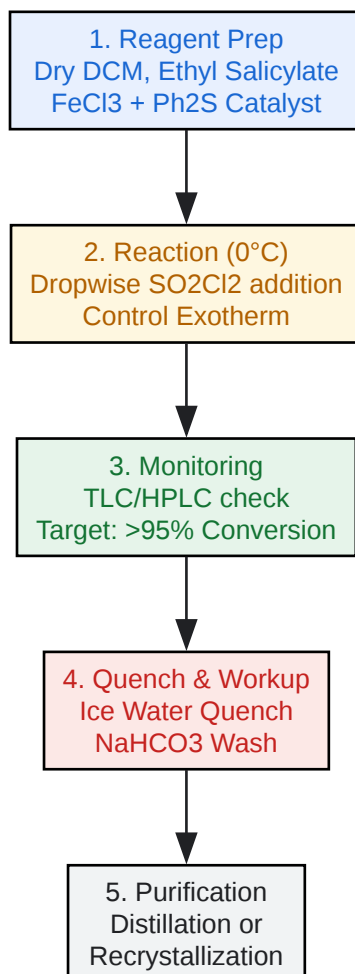 1. Reagent Prep
Dry DCM, Ethyl Salicylate
FeCl3 + Ph2S Catalyst
2. Reaction (0°C)
Dropwise SO2Cl2 addition
Control Exotherm
3. Monitoring
TLC/HPLC check
Target: >95% Conversion
4. Quench & Workup
Ice Water Quench
NaHCO3 Wash
5. Purification
Distillation or
Recrystallization